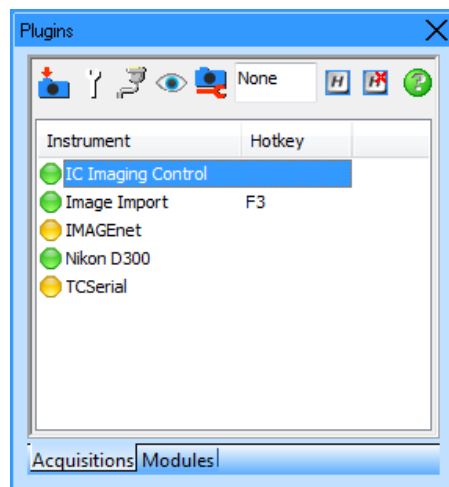 Plugins
None H H ?
Instrument Hotkey
IC Imaging Control
Image Import F3
IMAGEnet
Nikon D300
TCSerial
Acquisitions Modules